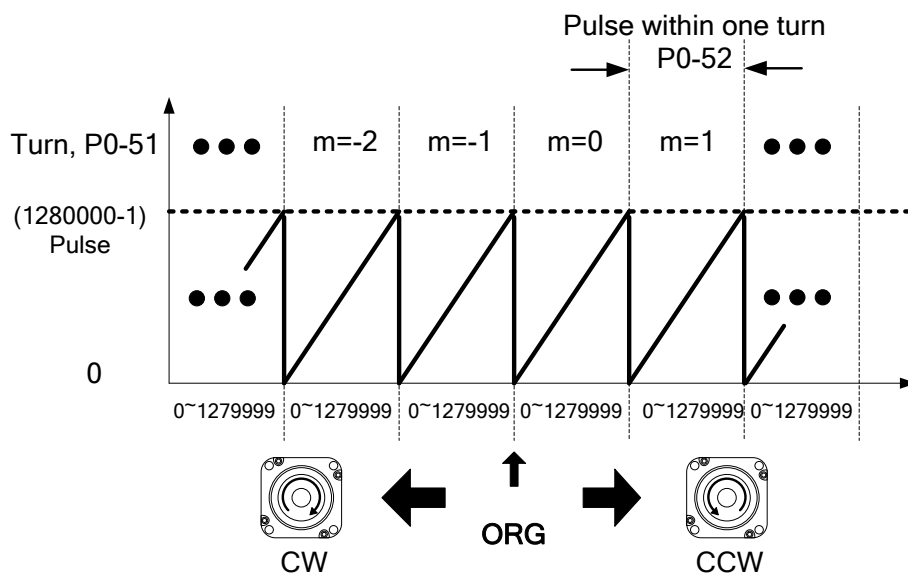 Pulse within one turn
P0-52
Turn, P0-51
m=-2
m=-1
m=0
m=1
(1280000-1)
Pulse
0
0~1279999 0~1279999 0~1279999 0~1279999 0~1279999 0~1279999
ORG
CW
CCW